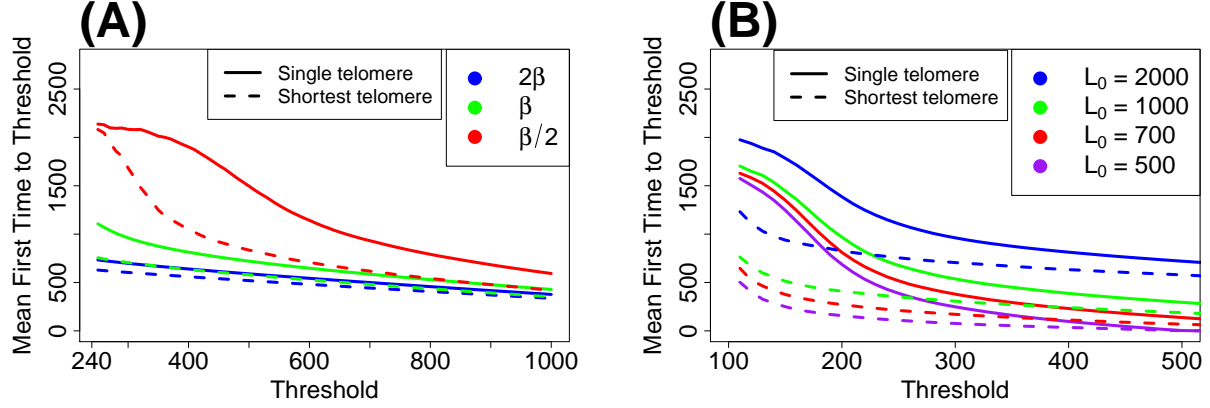 (A)
Mean First Time to Threshold
0
500
1500
2500
240
400
600
800
1000
Threshold
Single telomere
Shortest telomere
2β
β
β/2
(B)
Mean First Time to Threshold
0
500
1500
2500
100
200
300
400
500
Threshold
Single telomere
Shortest telomere
L₀ = 2000
L₀ = 1000
L₀ = 700
L₀ = 500